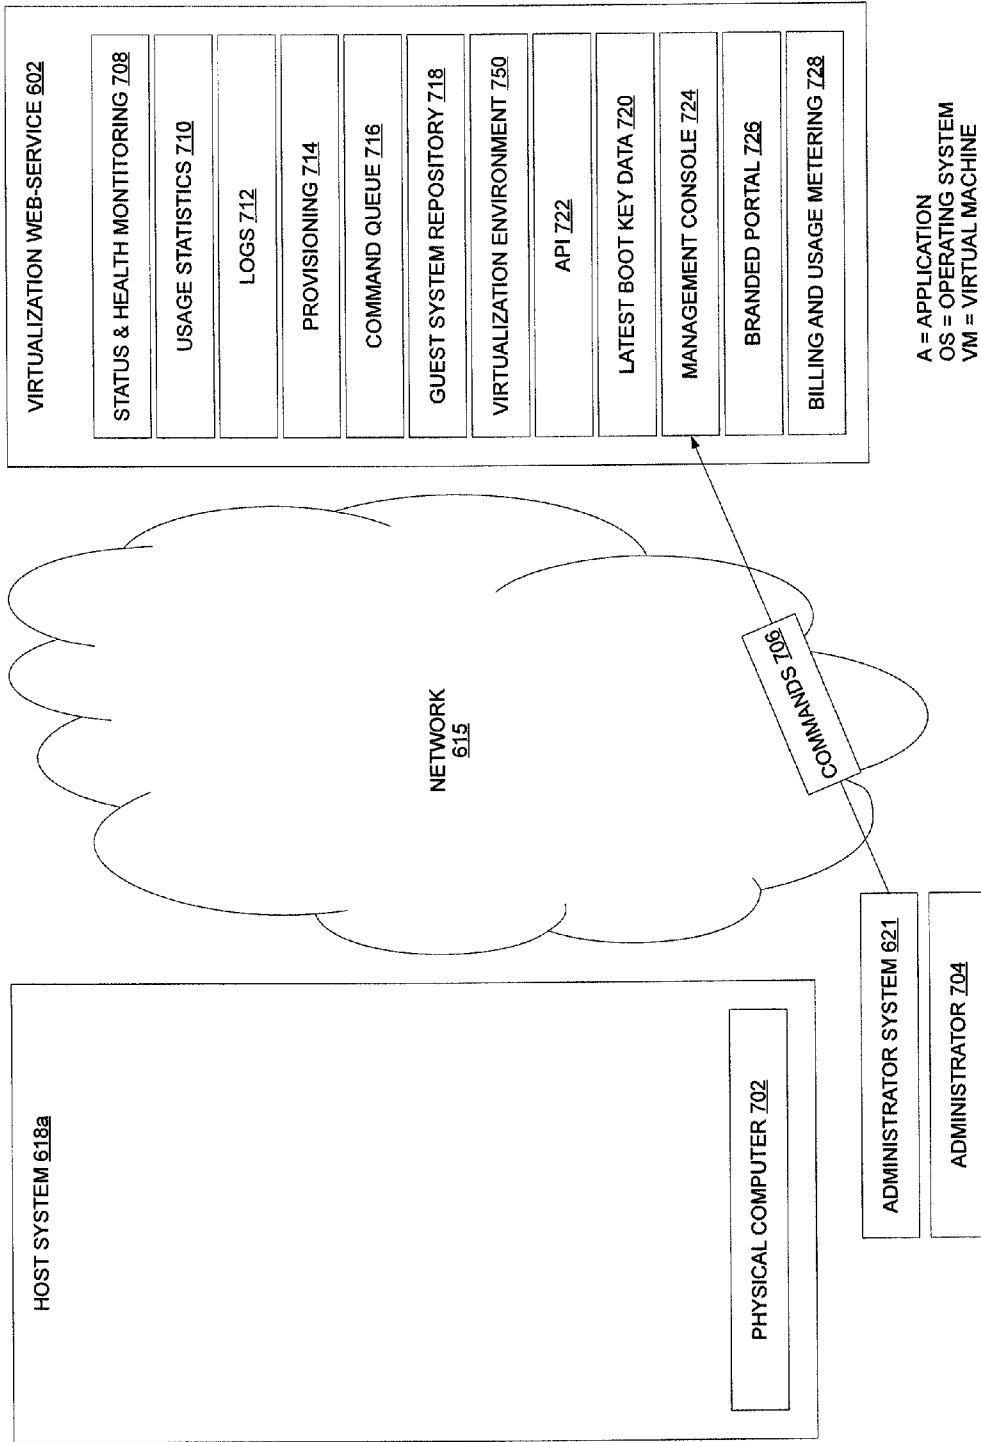 HOST SYSTEM 618a
PHYSICAL COMPUTER 702
ADMINISTRATOR SYSTEM 621
ADMINISTRATOR 704
NETWORK
615
COMMANDS 706
VIRTUALIZATION WEB-SERVICE 602
STATUS & HEALTH MONTITORING 708
USAGE STATISTICS 710
LOGS 712
PROVISIONING 714
COMMAND QUEUE 716
GUEST SYSTEM REPOSITORY 718
VIRTUALIZATION ENVIRONMENT 750
API 722
LATEST BOOT KEY DATA 720
MANAGEMENT CONSOLE 724
BRANDED PORTAL 726
BILLING AND USAGE METERING 728
A = APPLICATION
OS = OPERATING SYSTEM
VM = VIRTUAL MACHINE